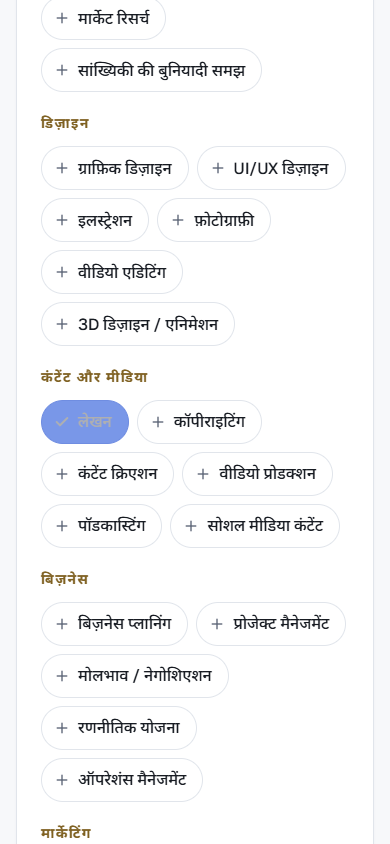 मार्केट रिसर्च
सांख्यिकी की बुनियादी समझ
डिज़ाइन
ग्राफ़िक डिज़ाइन UI/UX डिज़ाइन
इलस्ट्रेशन फ़ोटोग्राफ़ी
वीडियो एडिटिंग
3D डिज़ाइन / एनिमेशन
कंटेंट और मीडिया
लेखन कॉपीराइटिंग
कंटेंट क्रिएशन वीडियो प्रोडक्शन
पॉडकास्टिंग सोशल मीडिया कंटेंट
बिज़नेस
बिज़नेस प्लानिंग प्रोजेक्ट मैनेजमेंट
मोलभाव / नेगोशिएशन
रणनीतिक योजना
ऑपरेशंस मैनेजमेंट
मार्केटिंग